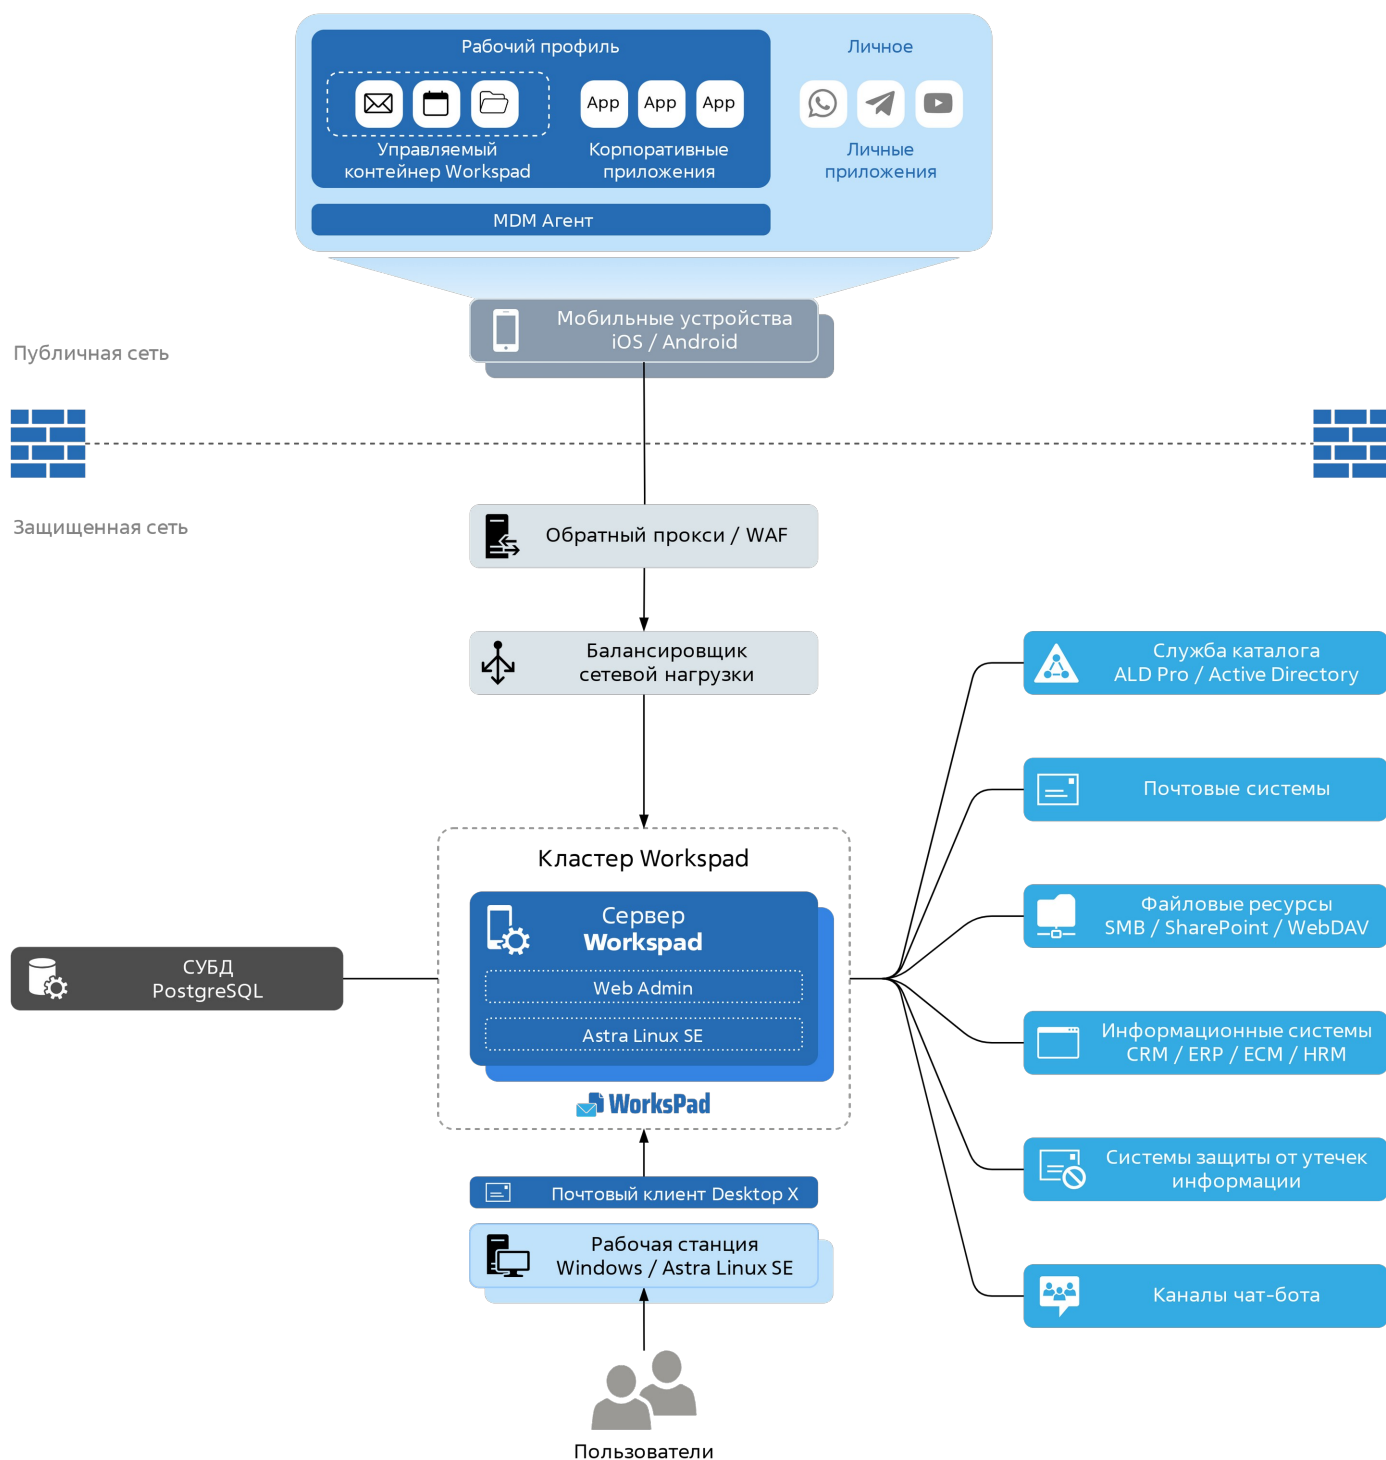 Рабочий профиль
Личное
App
App
App
Управляемый
контейнер Workspad
Корпоративные
приложения
Личные
приложения
MDM Агент
Мобильные устройства
iOS / Android
Публичная сеть
Защищенная сеть
Обратный прокси / WAF
Балансировщик
сетевой нагрузки
Служба каталога
ALD Pro / Active Directory
Почтовые системы
Кластер Workspad
Сервер
Workspad
Web Admin
Astra Linux SE
WorksPad
СУБД
PostgreSQL
Файловые ресурсы
SMB / SharePoint / WebDAV
Информационные системы
CRM / ERP / ECM / HRM
Системы защиты от утечек
информации
Каналы чат-бота
Почтовый клиент Desktop X
Рабочая станция
Windows / Astra Linux SE
Пользователи